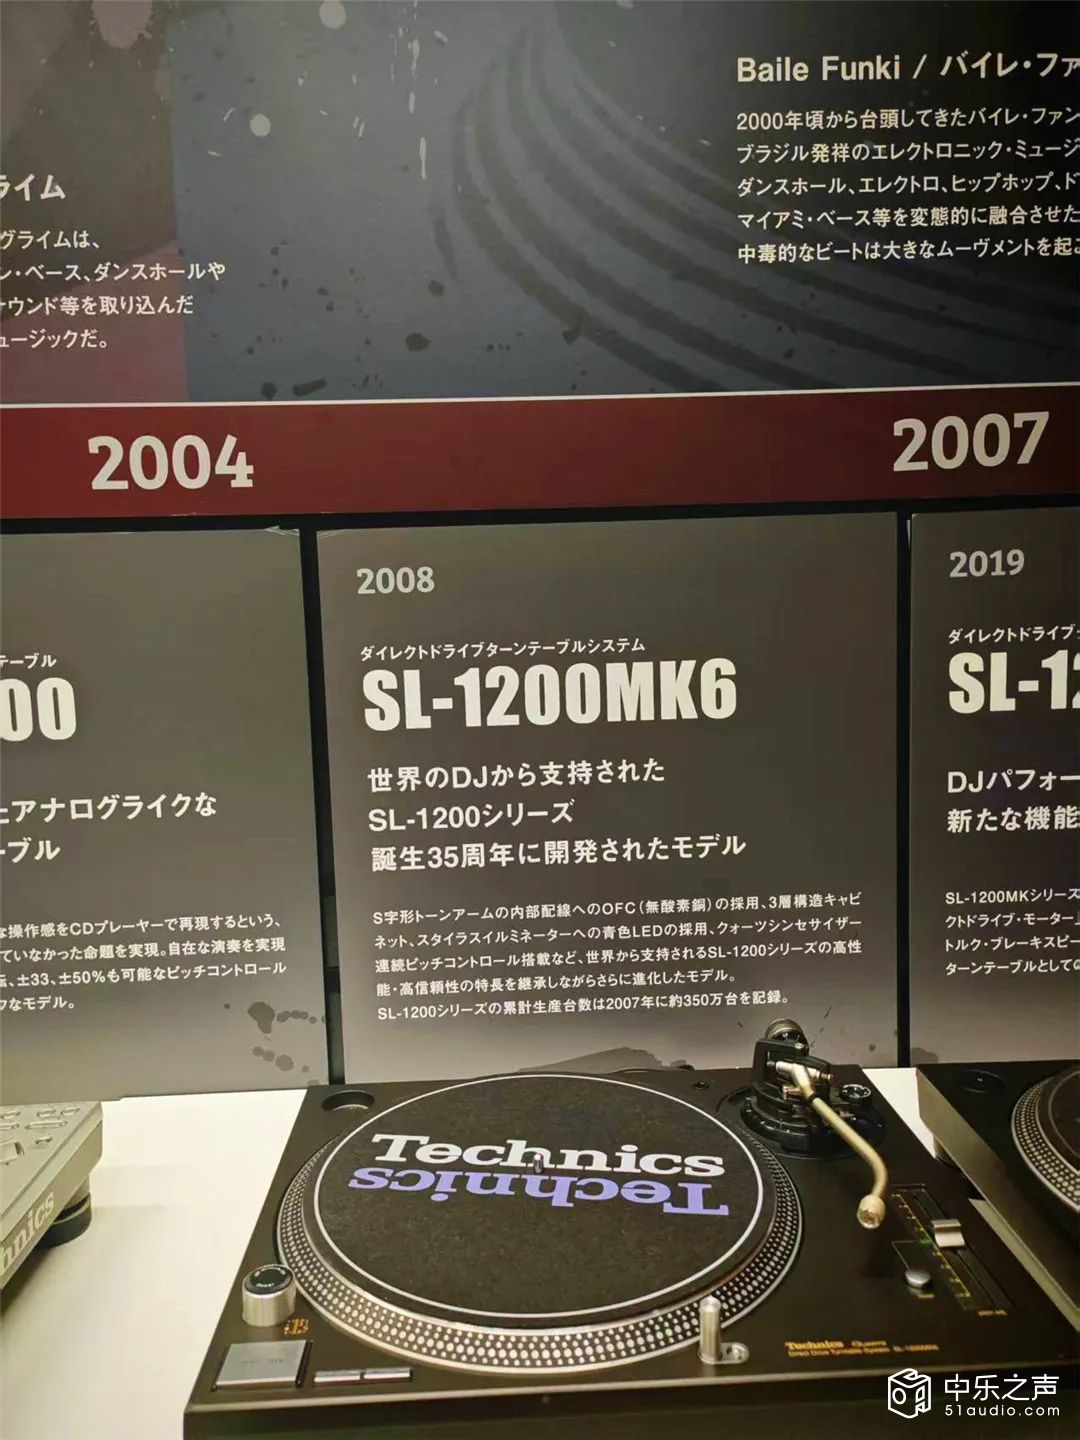 Baile Funki / バイレ・ファ
2000年頃から台頭してきたバイレ・ファン
ブラジル発祥のエレクトロニック・ミュージ
ダンスホール、エレクトロ、ヒップホップ、ド
マイアミ・ベース等を変態的に融合させた
中毒的なビートは大きなムーヴメントを起こ
ライム
グライムは、
ン・ベース、ダンスホールや
サウンド等を取り込んだ
ュージックだ。
2004
2007
テーブル
00
たアナログライクな
ーブル
な操作感をCDプレーヤーで再現するという、
ていなかった命題を実現。自在な演奏を実現
転、±33、±50%も可能なピッチコントロール
クなモデル。
2008
ダイレクトドライブターンテーブルシステム
SL-1200MK6
世界のDJから支持された
SL-1200シリーズ
誕生35周年に開発されたモデル
S字形トーンアームの内部配線へのOFC(無酸素銅)の採用、3層構造キャビ
ネット、スタイラスイルミネーターへの青色LEDの採用、クォーツシンセサイザー
連続ピッチコントロール搭載など、世界から支持されるSL-1200シリーズの高性
能・高信頼性の特長を継承しながらさらに進化したモデル。
SL-1200シリーズの累計生産台数は2007年に約350万台を記録。
2019
ダイレクトドライブ
SL-12
DJパフォー
新たな機能
SL-1200MKシリーズ
クトドライブ・モーター」
トルク・ブレーキスピー
ターンテーブルとしての
Technics
Technics
hnics
Technics Quartz
Direct Drive Turntable System SL-1200MK6
中乐之声
51audio.com